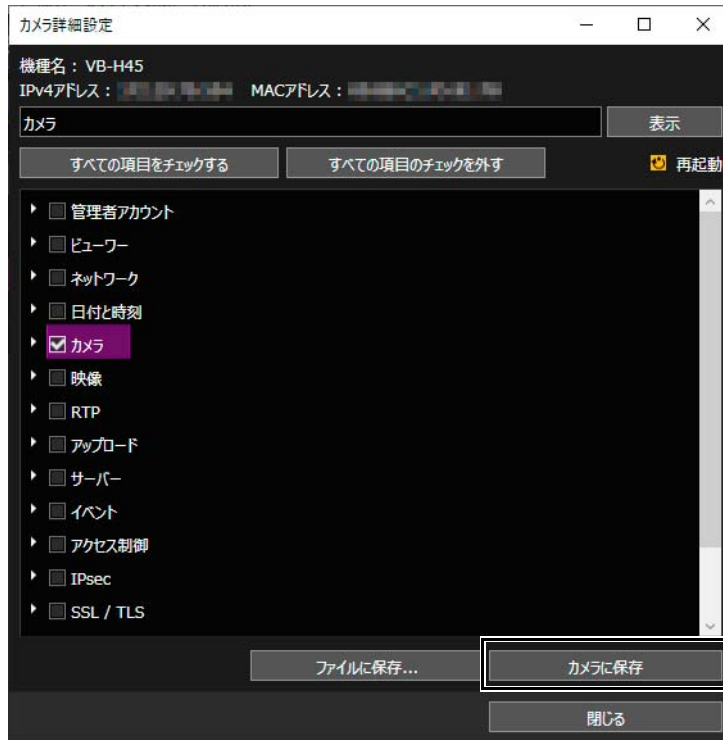 カメラ詳細設定
機種名 : VB-H45
IPv4アドレス : MACアドレス :
カメラ 表示
すべての項目をチェックする すべての項目のチェックを外す 再起動
管理者アカウント
ビューワー
ネットワーク
日付と時刻
カメラ
映像
RTP
アップロード
サーバー
イベント
アクセス制御
IPsec
SSL / TLS
ファイルに保存... カメラに保存
閉じる